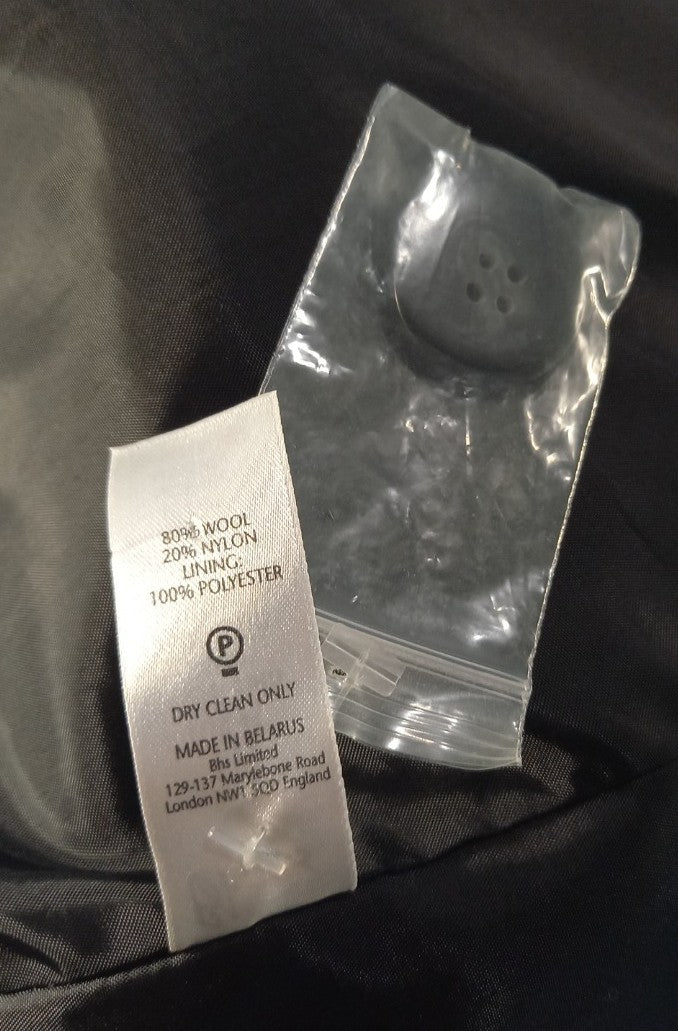 80% WOOL
20% NYLON
LINING:
100% POLYESTER
P
DRY CLEAN ONLY
MADE IN BELARUS
Bhs Limited
129-137 Marylebone Road
London NW1 5QD England